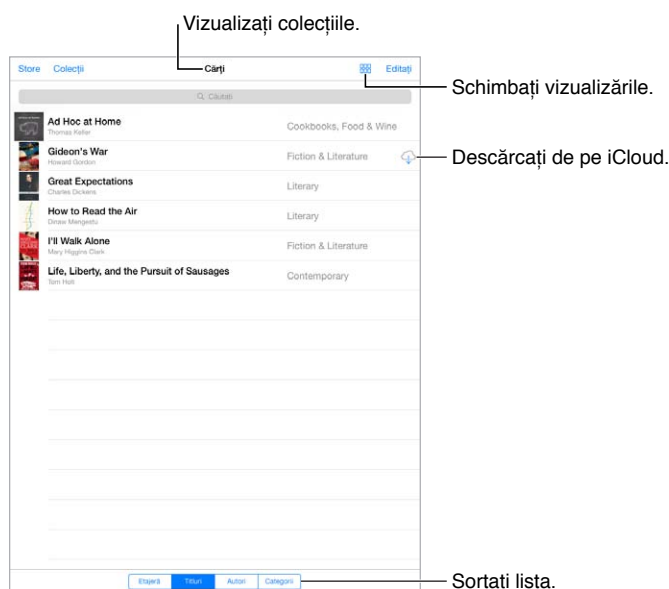 Vizualizați colecțiile.
Store Colecții Cărți Editați
Schimbați vizualizările.
Căutați
Ad Hoc at Home
Thomas Keller
Cookbooks, Food & Wine
Gideon's War
Howard Gordon
Fiction & Literature
Descărcați de pe iCloud.
Great Expectations
Charles Dickens
Literary
How to Read the Air
Dinaw Mengestu
Literary
I'll Walk Alone
Mary Higgins Clark
Fiction & Literature
Life, Liberty, and the Pursuit of Sausages
Tom Holt
Contemporary
Etajeră Titluri Autori Categorii
Sortați lista.